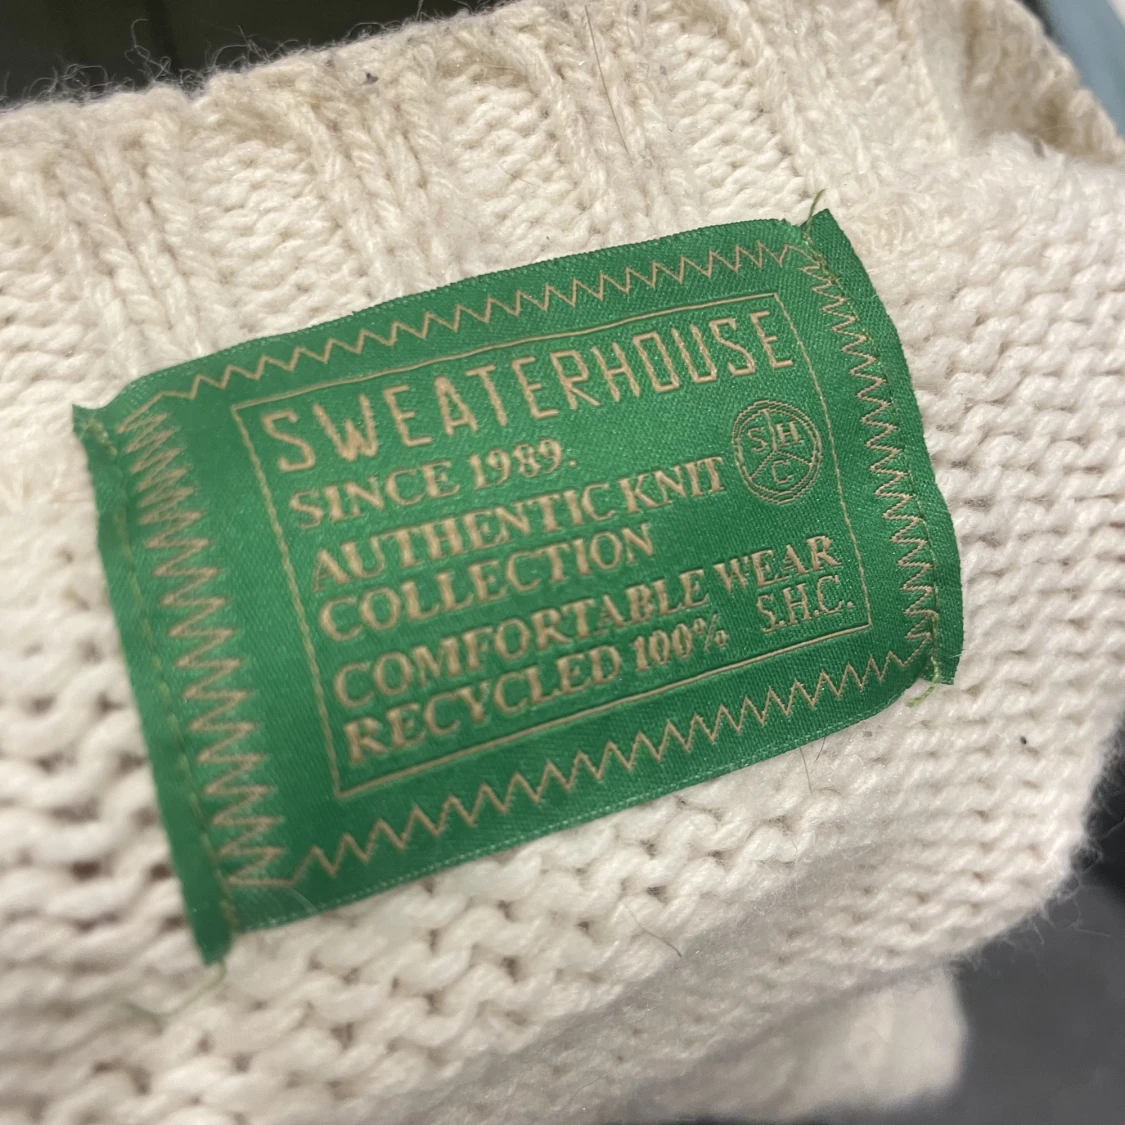 SWEATERHOUSE
SINCE 1989.
AUTHENTIC KNIT
COLLECTION
S H C
COMFORTABLE WEAR
RECYCLED 100% S.H.C.